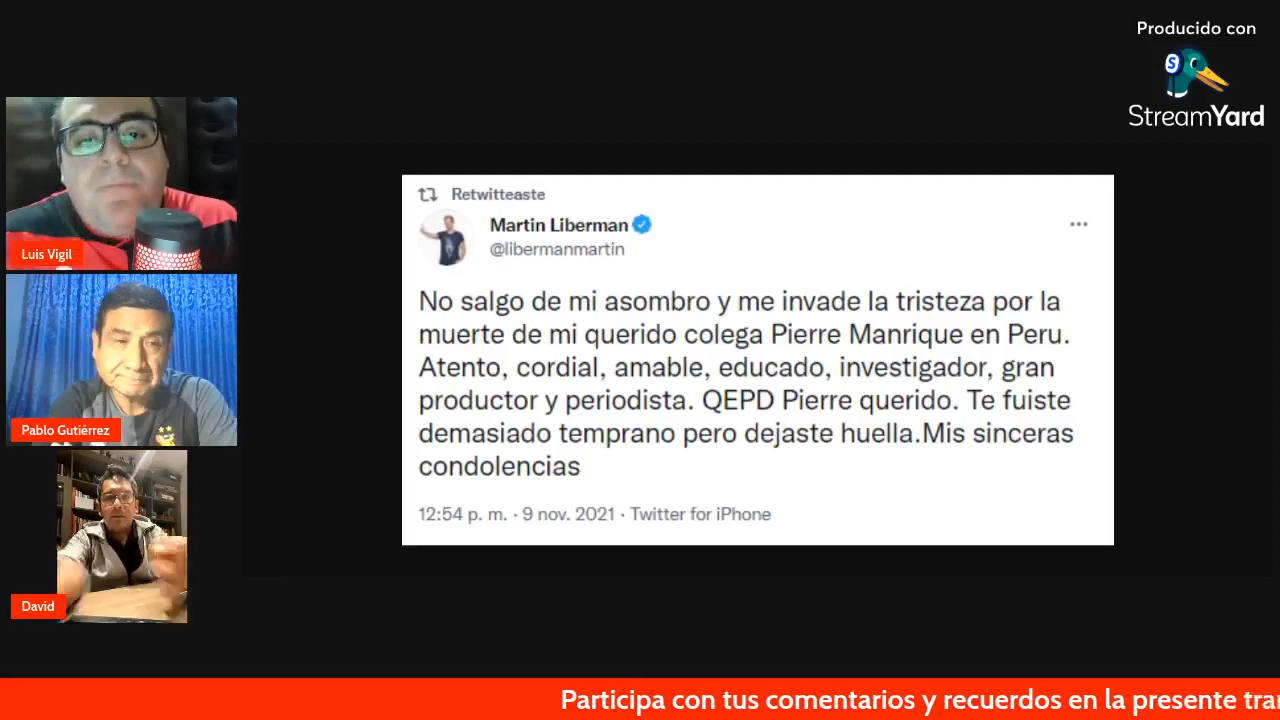 Producido con
S
StreamYard
Luis Vigil
Pablo Gutiérrez
David
Retwitteaste
Martin Liberman
@libermanmartin
No salgo de mi asombro y me invade la tristeza por la
muerte de mi querido colega Pierre Manrique en Peru.
Atento, cordial, amable, educado, investigador, gran
productor y periodista. QEPD Pierre querido. Te fuiste
demasiado temprano pero dejaste huella.Mis sinceras
condolencias
12:54 p. m. · 9 nov. 2021 · Twitter for iPhone
Participa con tus comentarios y recuerdos en la presente tra